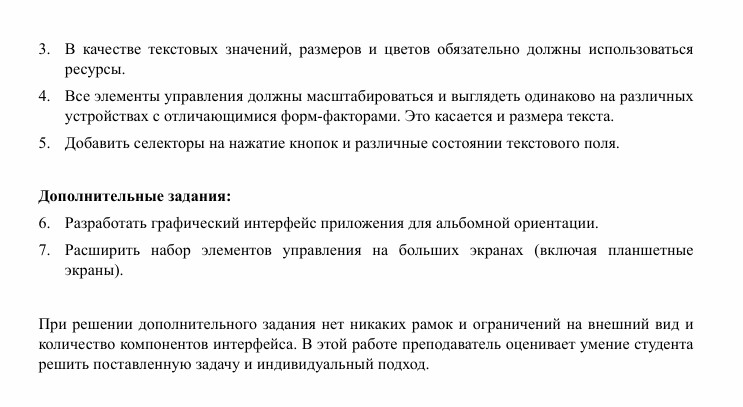 3. В качестве текстовых значений, размеров и цветов обязательно должны использоваться
ресурсы.
4. Все элементы управления должны масштабироваться и выглядеть одинаково на различных
устройствах с отличающимися форм-факторами. Это касается и размера текста.
5. Добавить селекторы на нажатие кнопок и различные состоянии текстового поля.
Дополнительные задания:
6. Разработать графический интерфейс приложения для альбомной ориентации.
7. Расширить набор элементов управления на больших экранах (включая планшетные
экраны).
При решении дополнительного задания нет никаких рамок и ограничений на внешний вид и
количество компонентов интерфейса. В этой работе преподаватель оценивает умение студента
решить поставленную задачу и индивидуальный подход.